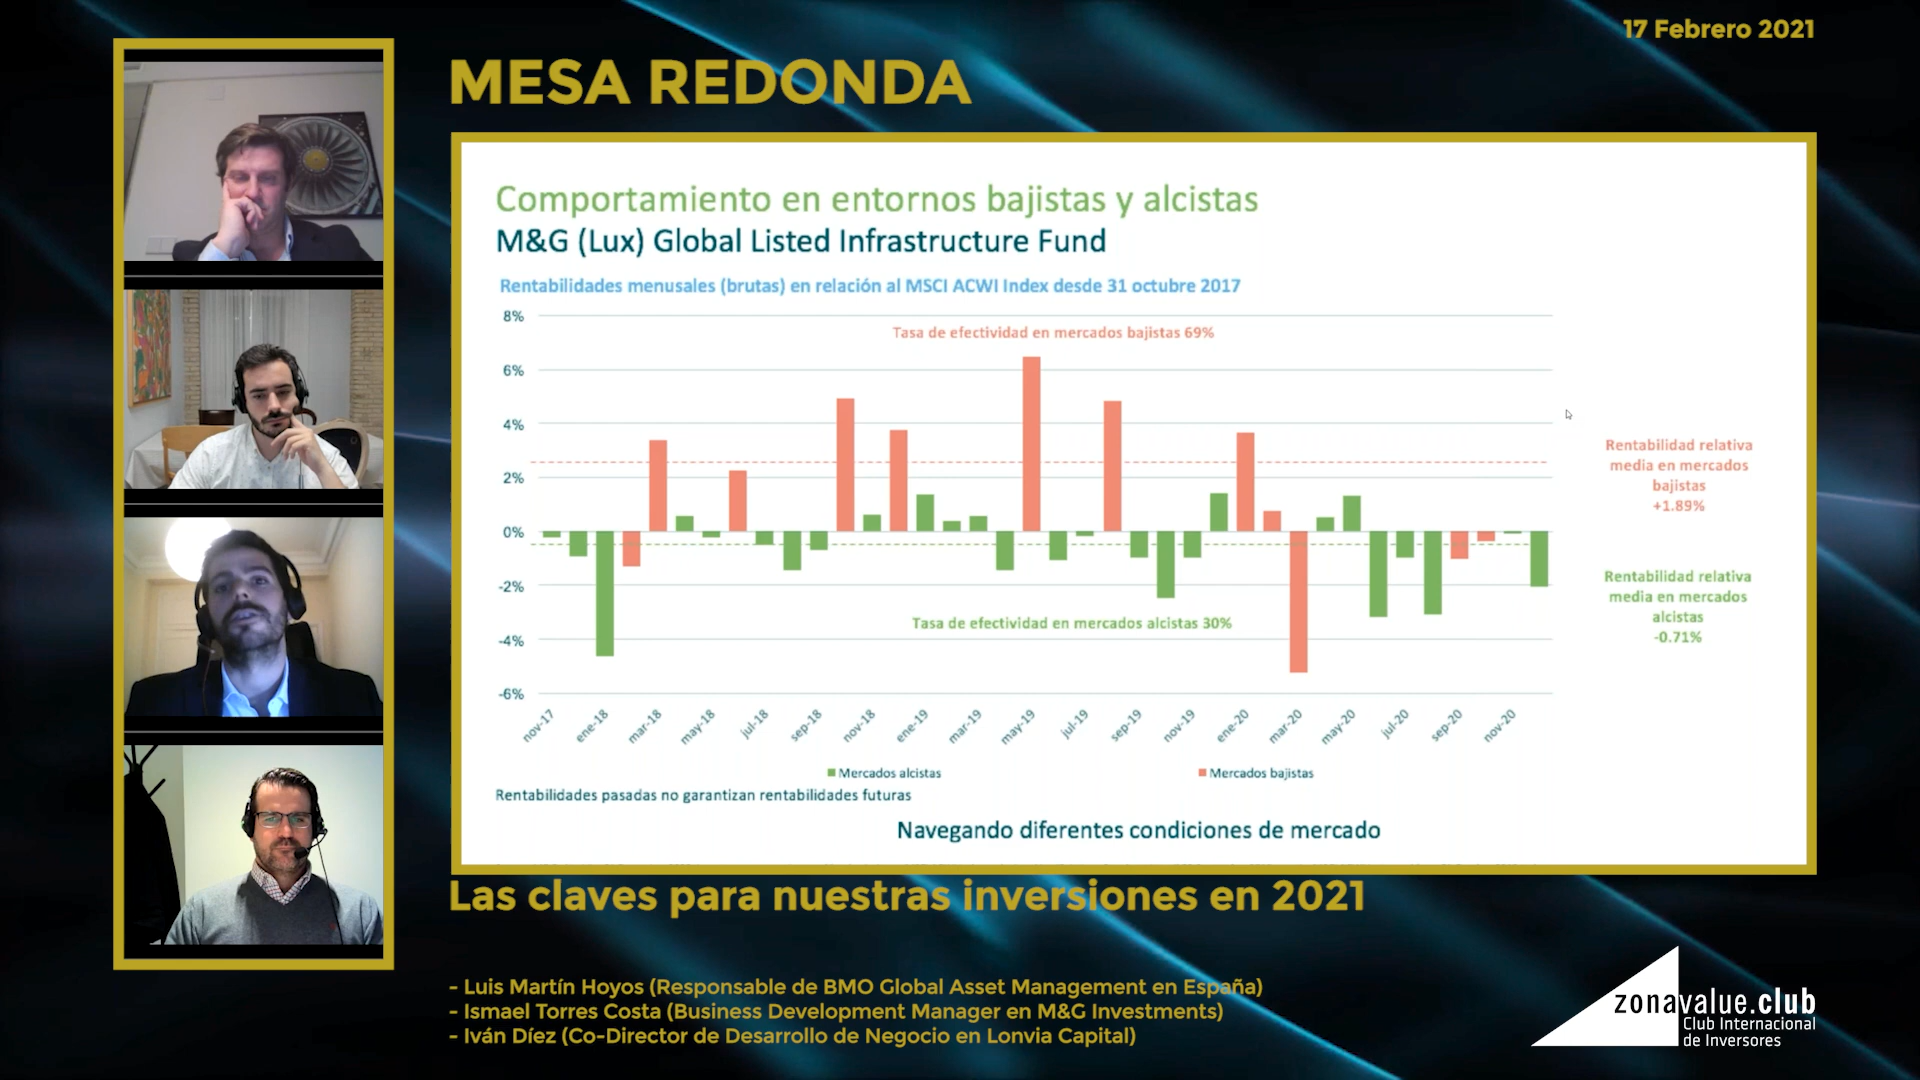 17 Febrero 2021
MESA REDONDA
Comportamiento en entornos bajistas y alcistas
M&G (Lux) Global Listed Infrastructure Fund
Rentabilidades menusales (brutas) en relación al MSCI ACWI Index desde 31 octubre 2017
8%
6%
4%
2%
0%
-2%
-4%
-6%
Tasa de efectividad en mercados bajistas 69%
Tasa de efectividad en mercados alcistas 30%
Rentabilidad relativa
media en mercados
bajistas
+1.89%
Rentabilidad relativa
media en mercados
alcistas
-0.71%
nov-17
ene-18
mar-18
may-18
jul-18
sep-18
nov-18
ene-19
mar-19
may-19
jul-19
sep-19
nov-19
ene-20
mar-20
may-20
jul-20
sep-20
nov-20
Mercados alcistas
Mercados bajistas
Rentabilidades pasadas no garantizan rentabilidades futuras
Navegando diferentes condiciones de mercado
Las claves para nuestras inversiones en 2021
- Luis Martín Hoyos (Responsable de BMO Global Asset Management en España)
- Ismael Torres Costa (Business Development Manager en M&G Investments)
- Iván Díez (Co-Director de Desarrollo de Negocio en Lonvia Capital)
zonavalue.club
Club Internacional
de Inversores